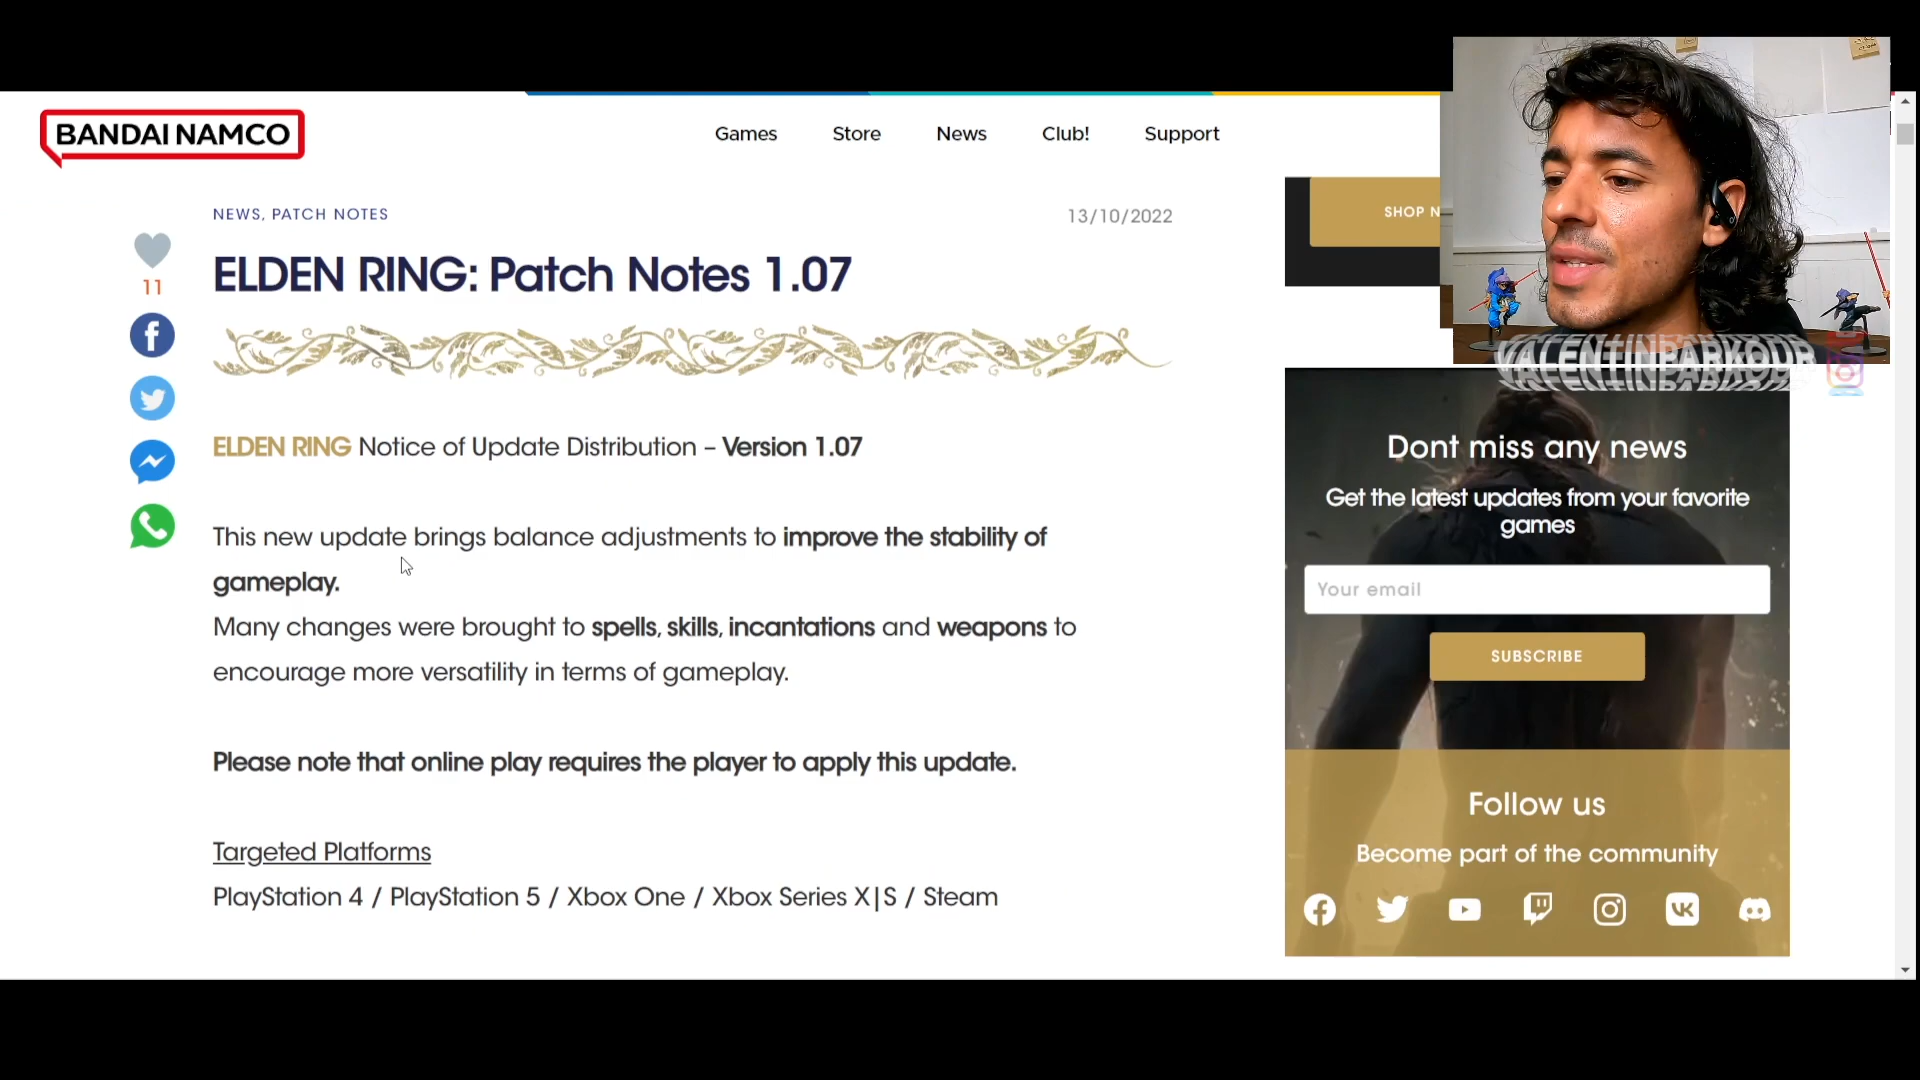 BANDAI NAMCO
Games
Store
News
Club!
Support
NEWS, PATCH NOTES
13/10/2022
ELDEN RING: Patch Notes 1.07
11
ELDEN RING Notice of Update Distribution – Version 1.07
This new update brings balance adjustments to improve the stability of
gameplay.
Many changes were brought to spells, skills, incantations and weapons to
encourage more versatility in terms of gameplay.
Please note that online play requires the player to apply this update.
Targeted Platforms
PlayStation 4 / PlayStation 5 / Xbox One / Xbox Series X|S / Steam
SHOP N
VALENTINPARKOUR
Dont miss any news
Get the latest updates from your favorite
games
Your email
SUBSCRIBE
Follow us
Become part of the community